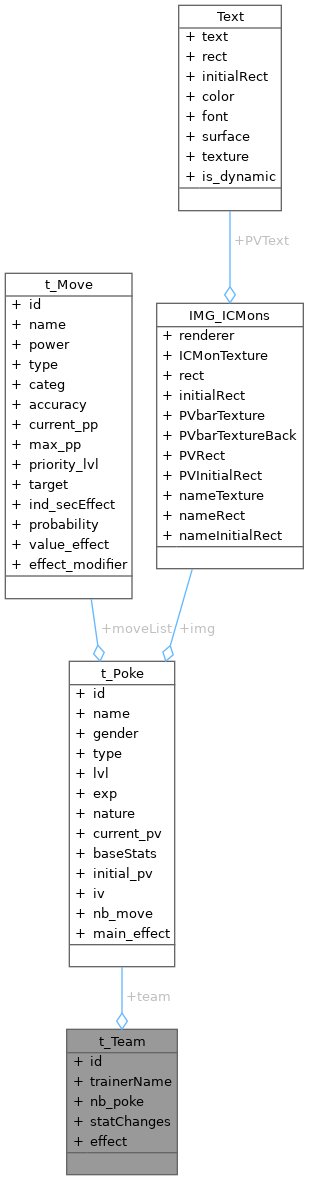 Text
+ text
+ rect
+ initialRect
+ color
+ font
+ surface
+ texture
+ is_dynamic
+PVText
t_Move
+ id
+ name
+ power
+ type
+ categ
+ accuracy
+ current_pp
+ max_pp
+ priority_lvl
+ target
+ ind_secEffect
+ probability
+ value_effect
+ effect_modifier
IMG_ICMons
+ renderer
+ ICMonTexture
+ rect
+ initialRect
+ PVbarTexture
+ PVbarTextureBack
+ PVRect
+ PVInitialRect
+ nameTexture
+ nameRect
+ nameInitialRect
+moveList
+img
t_Poke
+ id
+ name
+ gender
+ type
+ lvl
+ exp
+ nature
+ current_pv
+ baseStats
+ initial_pv
+ iv
+ nb_move
+ main_effect
+team
t_Team
+ id
+ trainerName
+ nb_poke
+ statChanges
+ effect